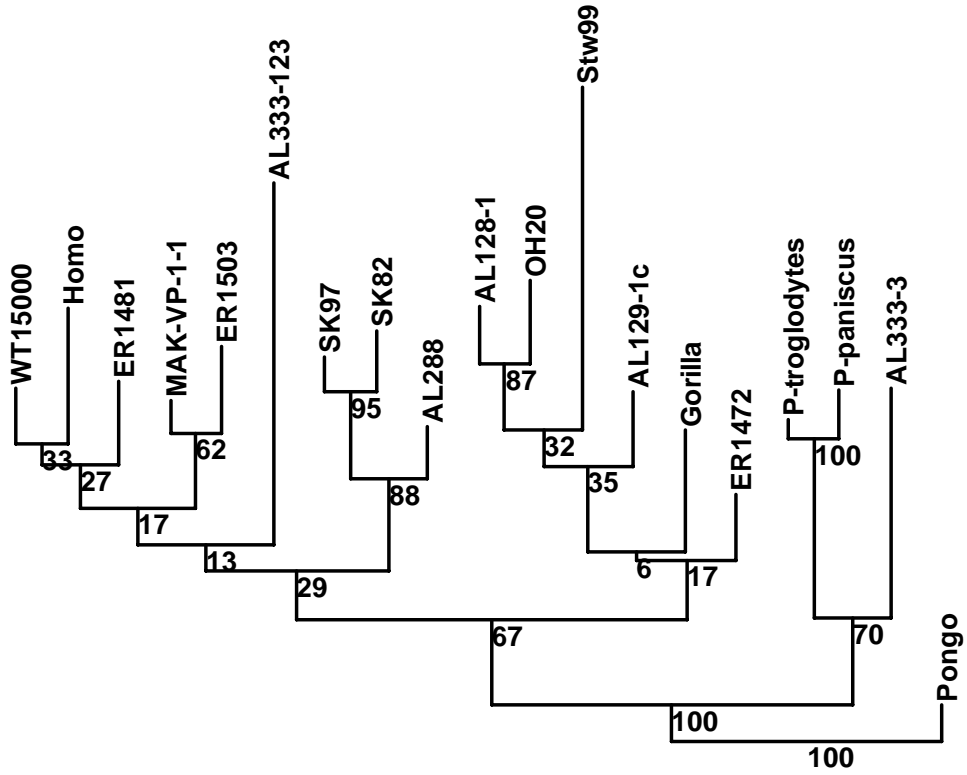 WT15000
Homo
ER1481
MAK-VP-1-1
ER1503
AL333-123
SK97
SK82
AL288
AL128-1
OH20
Stw99
AL129-1c
Gorilla
ER1472
P-troglodytes
P-paniscus
AL333-3
Pongo
33
27
62
17
13
95
88
29
87
32
35
6
17
67
100
70
100
100